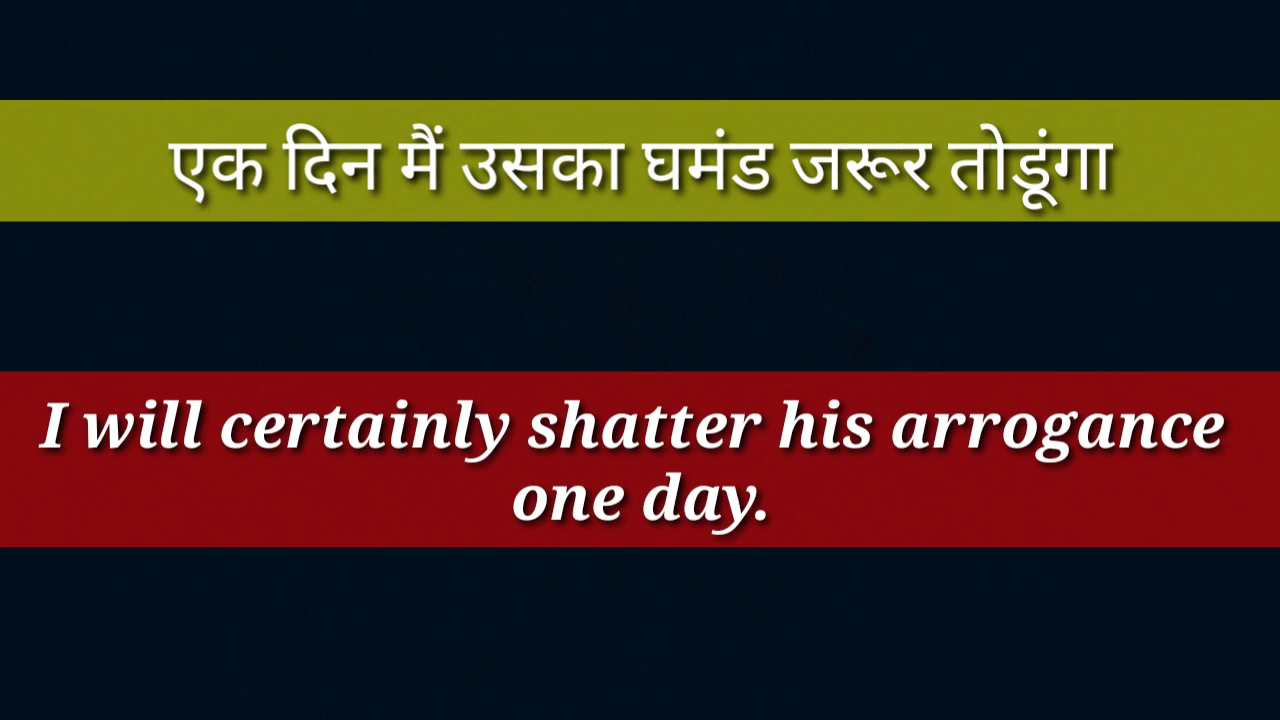 एक दिन मैं उसका घमंड जरूर तोडूंगा
I will certainly shatter his arrogance
one day.